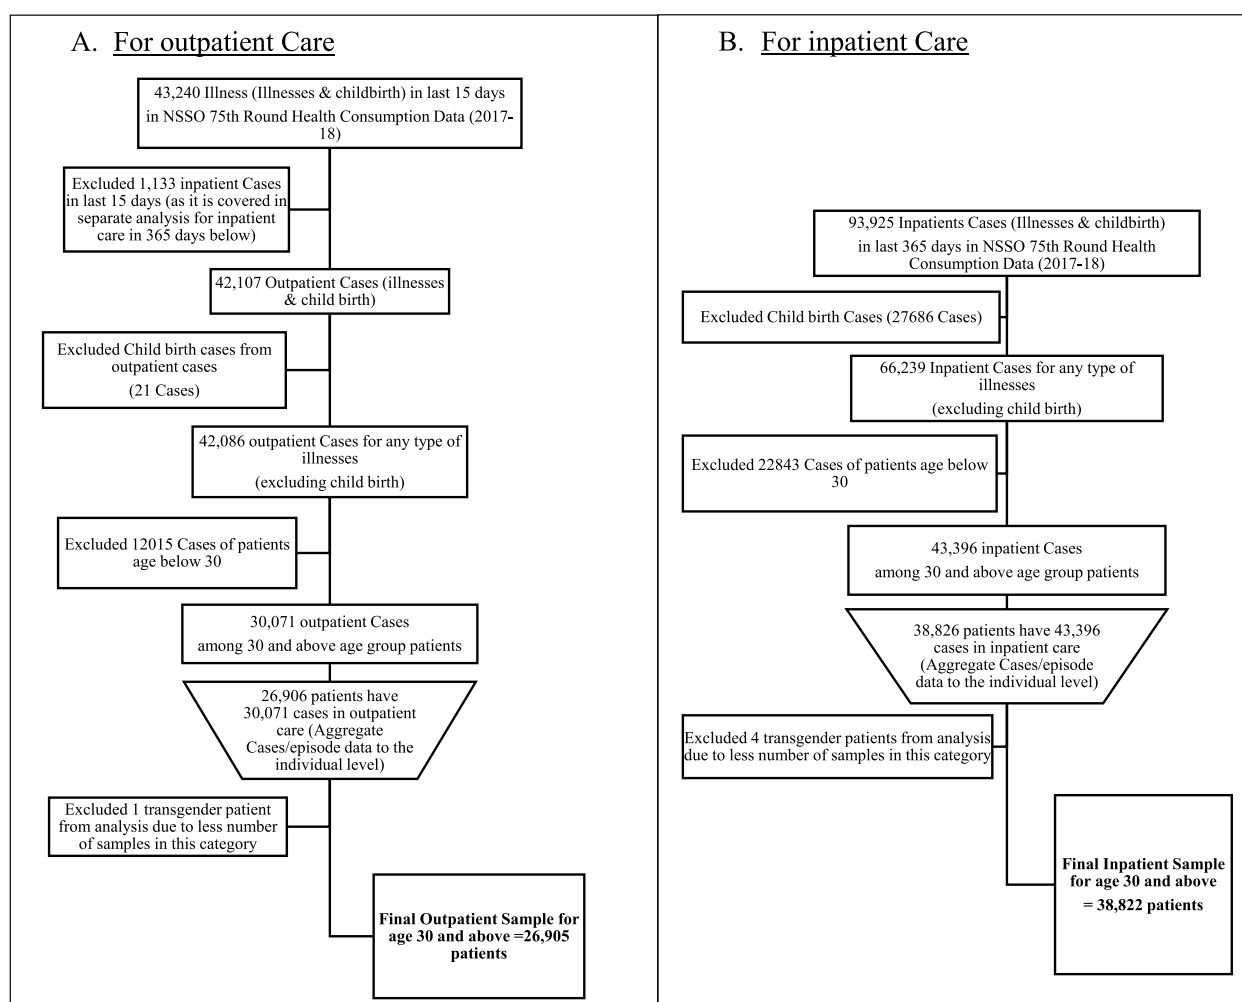 A. For outpatient Care
43,240 Illness (Illnesses & childbirth) in last 15 days
in NSSO 75th Round Health Consumption Data (2017-
18)
Excluded 1,133 inpatient Cases
in last 15 days (as it is covered in
separate analysis for inpatient
care in 365 days below)
42,107 Outpatient Cases (illnesses
& child birth)
Excluded Child birth cases from
outpatient cases
(21 Cases)
42,086 outpatient Cases for any type of
illnesses
(excluding child birth)
Excluded 12015 Cases of patients
age below 30
30,071 outpatient Cases
among 30 and above age group patients
26,906 patients have
30,071 cases in outpatient
care (Aggregate
Cases/episode data to the
individual level)
Excluded 1 transgender patient
from analysis due to less number
of samples in this category
Final Outpatient Sample for
age 30 and above =26,905
patients
B. For inpatient Care
93,925 Inpatients Cases (Illnesses & childbirth)
in last 365 days in NSSO 75th Round Health
Consumption Data (2017-18)
Excluded Child birth Cases (27686 Cases)
66,239 Inpatient Cases for any type of
illnesses
(excluding child birth)
Excluded 22843 Cases of patients age below
30
43,396 inpatient Cases
among 30 and above age group patients
38,826 patients have 43,396
cases in inpatient care
(Aggregate Cases/episode
data to the individual level)
Excluded 4 transgender patients from analysis
due to less number of samples in this category
Final Inpatient Sample
for age 30 and above
= 38,822 patients